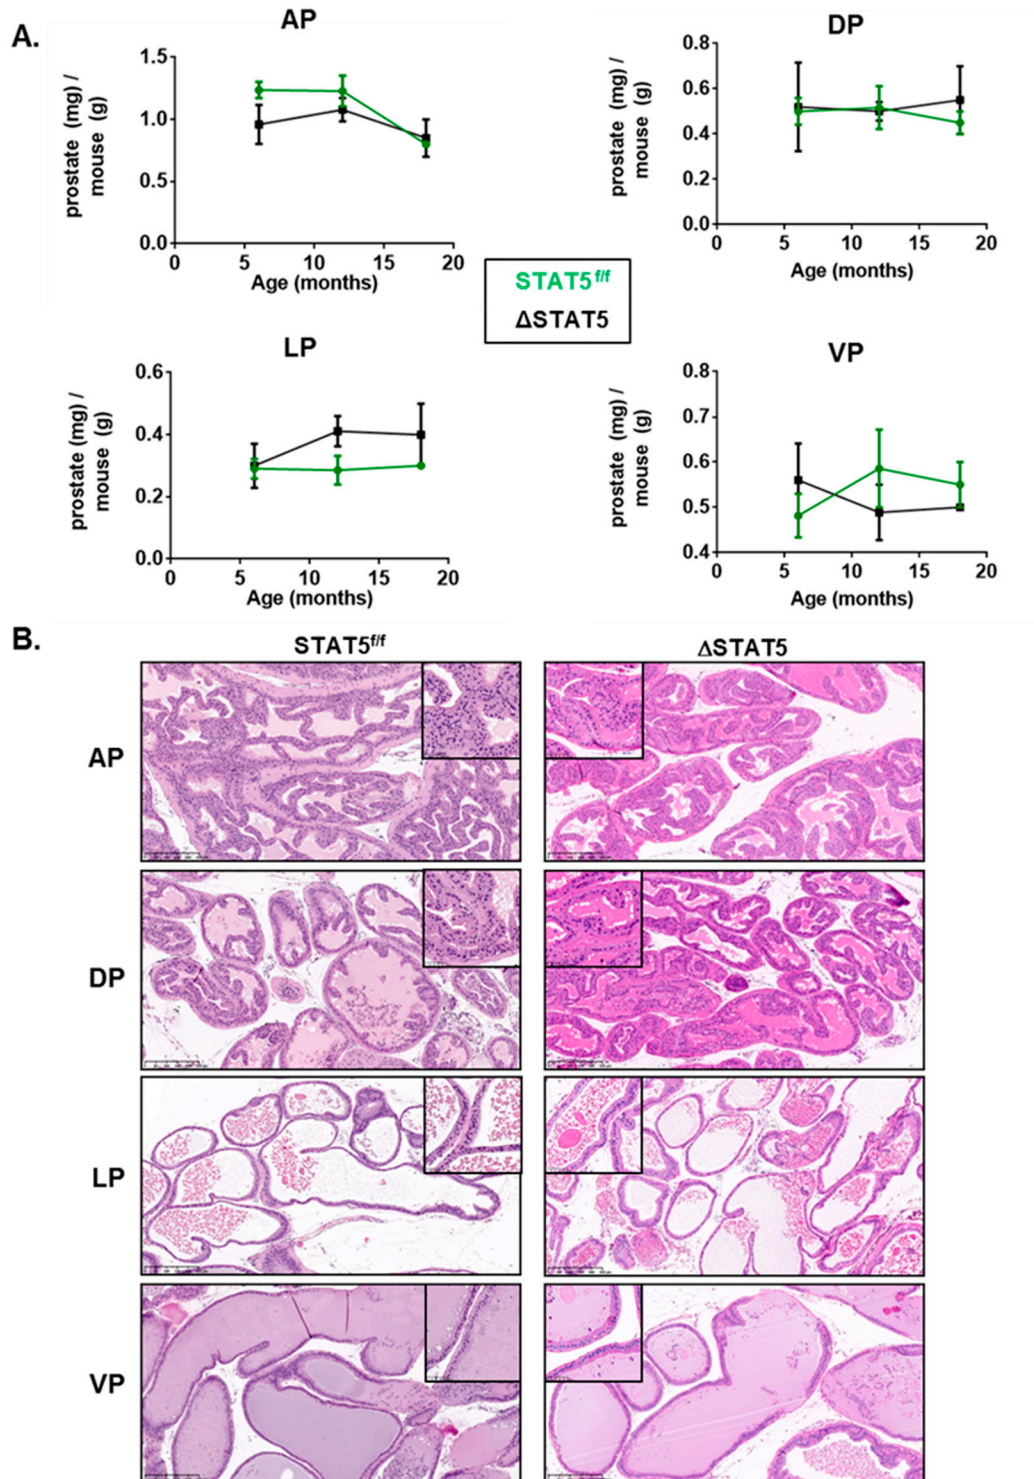 A.
AP
prostate (mg) /
mouse (g)
1.5
1.0
0.5
0.0
0 5 10 15 20
Age (months)
DP
prostate (mg) /
mouse (g)
0.8
0.6
0.4
0.2
0.0
0 5 10 15 20
Age (months)
STAT5f/f
ΔSTAT5
LP
prostate (mg) /
mouse (g)
0.6
0.4
0.2
0.0
0 5 10 15 20
Age (months)
VP
prostate (mg) /
mouse (g)
0.8
0.7
0.6
0.5
0.4
0 5 10 15 20
Age (months)
B.
STAT5f/f ΔSTAT5
AP
DP
LP
VP